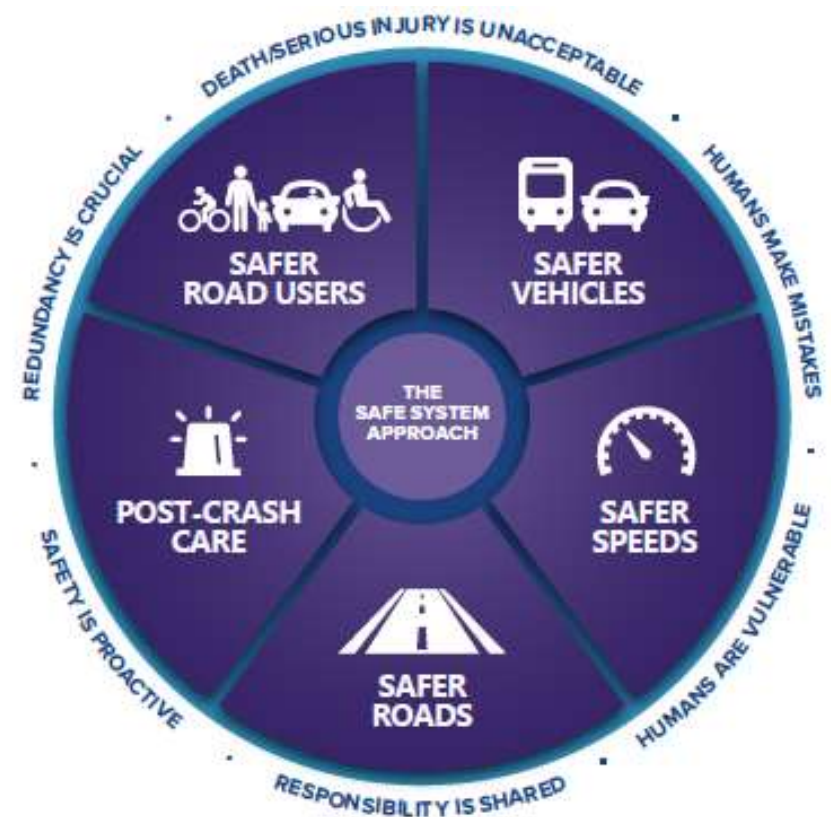 DEATH/SERIOUS INJURY IS UNACCEPTABLE
HUMANS MAKE MISTAKES
HUMANS ARE VULNERABLE
RESPONSIBILITY IS SHARED
SAFETY IS PROACTIVE
REDUNDANCY IS CRUCIAL
SAFER
ROAD USERS
SAFER
VEHICLES
THE
SAFE SYSTEM
APPROACH
POST-CRASH
CARE
SAFER
SPEEDS
SAFER
ROADS